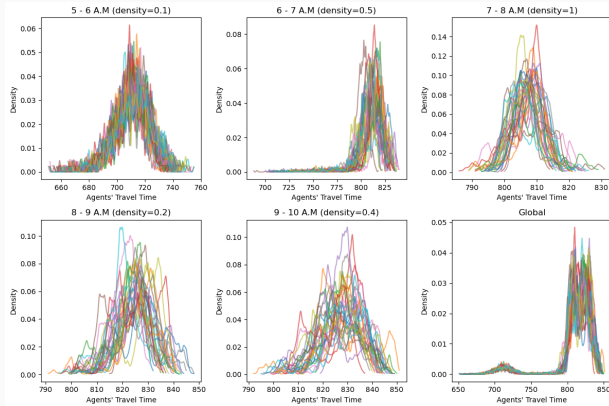 5 - 6 A.M (density=0.1)
Density
0.06
0.05
0.04
0.03
0.02
0.01
0.00
660 680 700 720 740 760
Agents' Travel Time
6 - 7 A.M (density=0.5)
Density
0.08
0.06
0.04
0.02
0.00
700 725 750 775 800 825
Agents' Travel Time
7 - 8 A.M (density=1)
Density
0.14
0.12
0.10
0.08
0.06
0.04
0.02
0.00
790 800 810 820 830
Agents' Travel Time
8 - 9 A.M (density=0.2)
Density
0.10
0.08
0.06
0.04
0.02
0.00
790 800 810 820 830 840 850
Agents' Travel Time
9 - 10 A.M (density=0.4)
Density
0.10
0.08
0.06
0.04
0.02
0.00
790 800 810 820 830 840 850
Agents' Travel Time
Global
Density
0.05
0.04
0.03
0.02
0.01
0.00
650 700 750 800 850
Agents' Travel Time